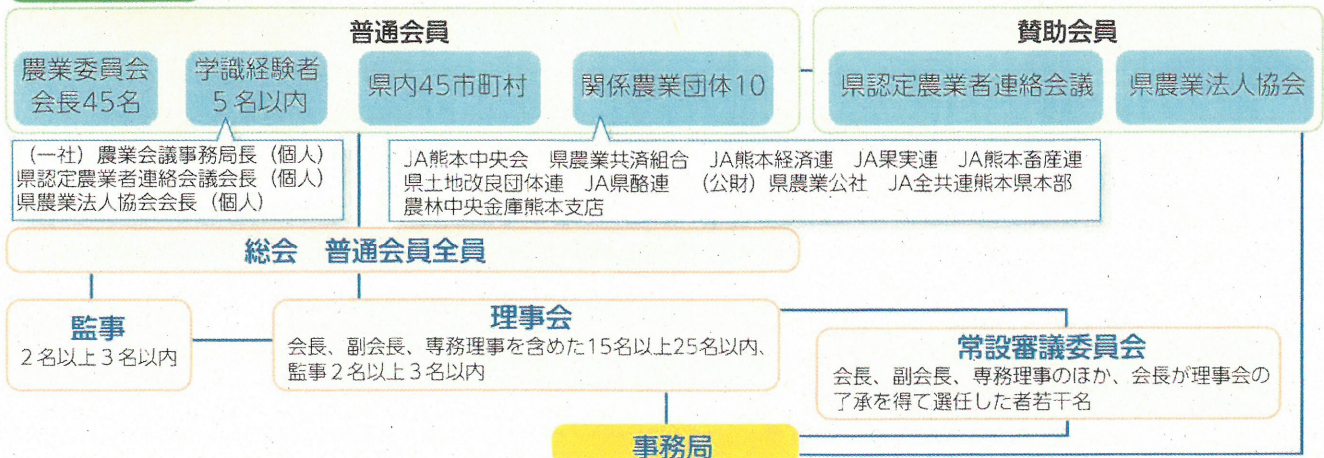 普通会員
賛助会員
農業委員会
会長45名
学識経験者
5名以内
県内45市町村
関係農業団体10
県認定農業者連絡会議
県農業法人協会
(一社)農業会議事務局長(個人)
県認定農業者連絡会議会長(個人)
県農業法人協会会長(個人)
JA熊本中央会 県農業共済組合 JA熊本経済連 JA果実連 JA熊本畜産連
県土地改良団体連 JA県酪連 (公財)県農業公社 JA全共連熊本県本部
農林中央金庫熊本支店
総会 普通会員全員
監事
2名以上3名以内
理事会
会長、副会長、専務理事を含めた15名以上25名以内、
監事2名以上3名以内
常設審議委員会
会長、副会長、専務理事のほか、会長が理事会の
了承を得て選任した者若干名
事務局